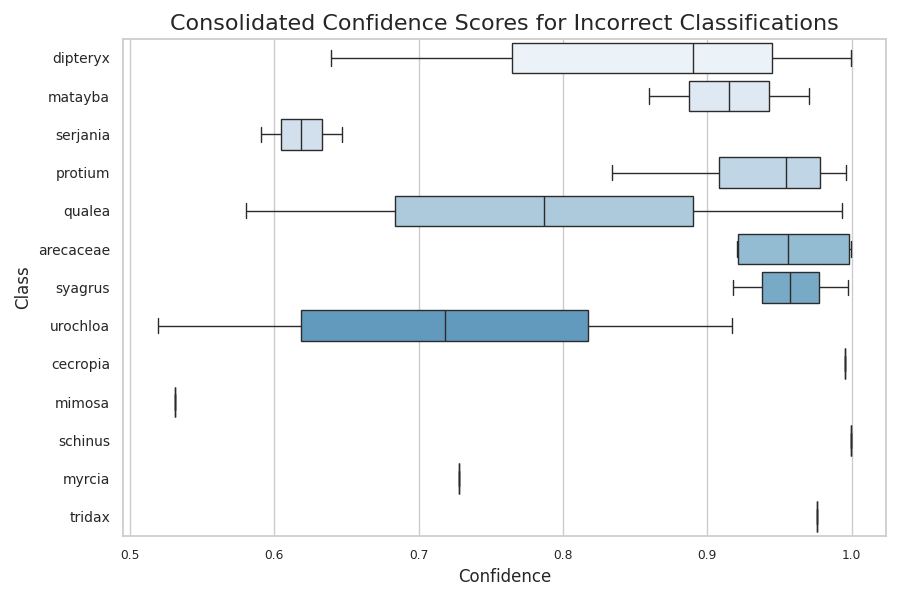 Consolidated Confidence Scores for Incorrect Classifications
Class
dipteryx
matayba
serjania
protium
qualea
arecaceae
syagrus
urochloa
cecropia
mimosa
schinus
myrcia
tridax
0.5 0.6 0.7 0.8 0.9 1.0
Confidence